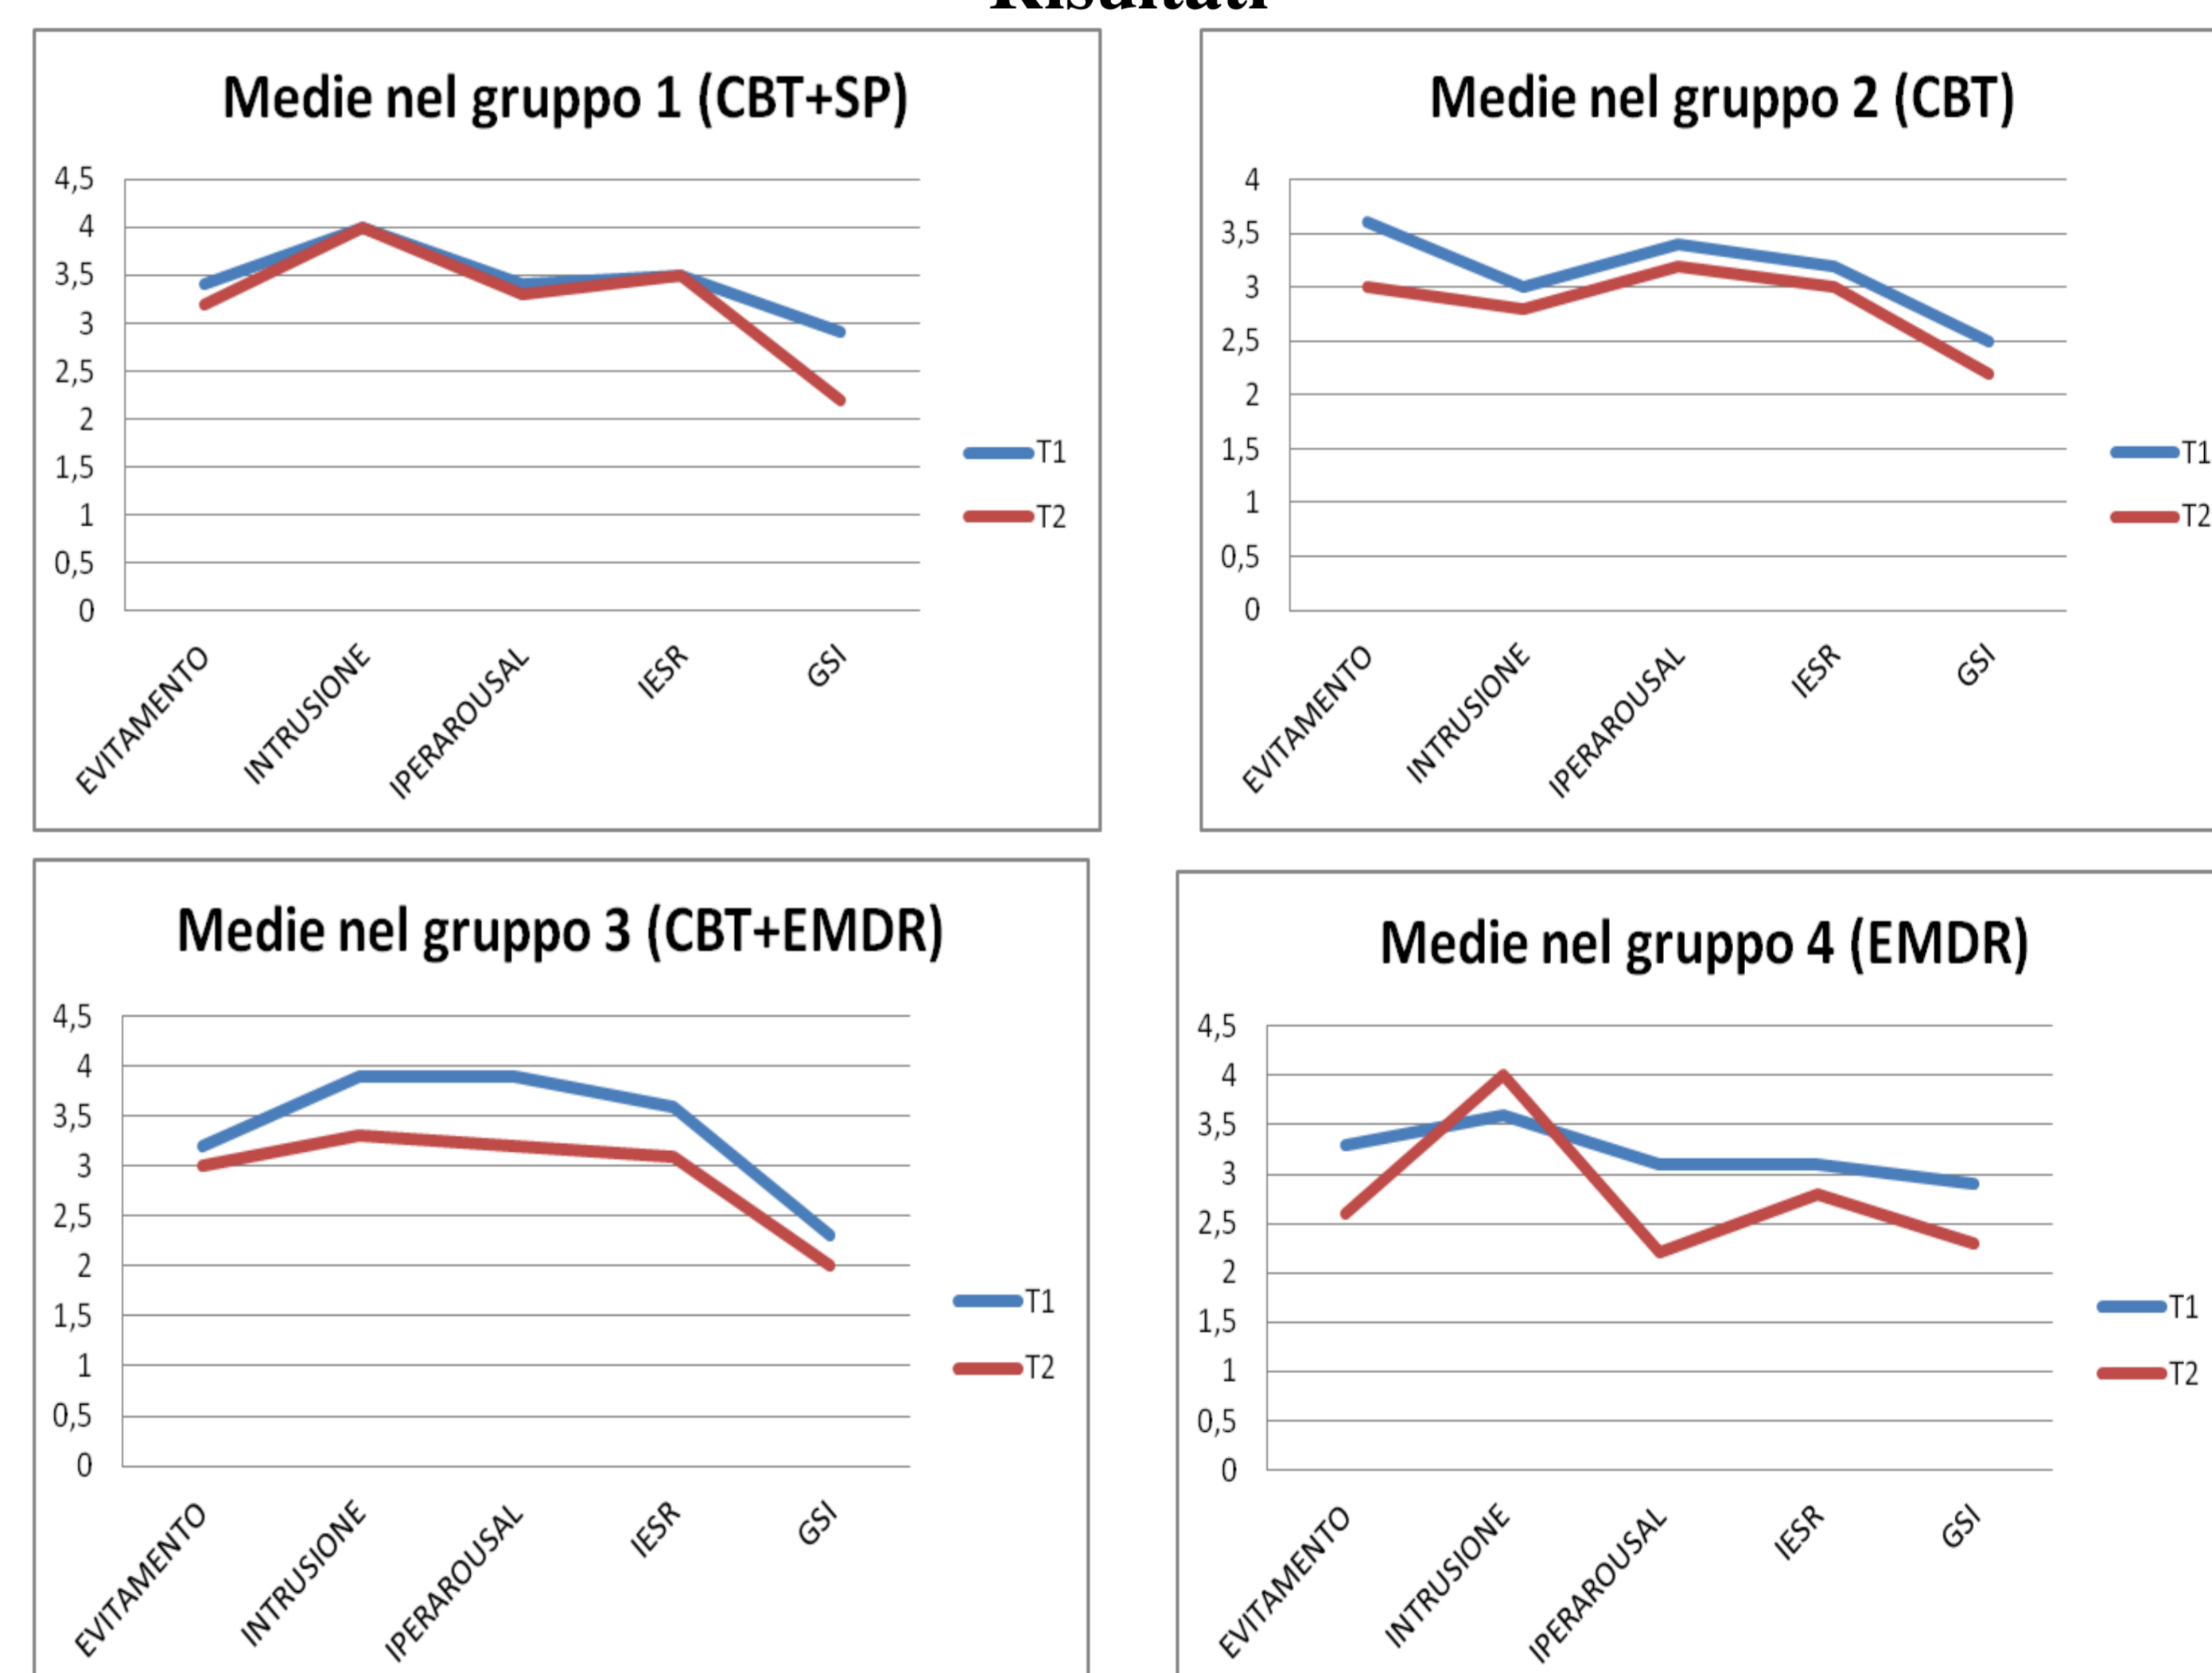 Risultati
Medie nel gruppo 1 (CBT+SP)
4,5
4
3,5
3
2,5
2
1,5
1
0,5
0
EVITAMENTO
INTRUSIONE
IPERAROUSAL
IESR
GSI
T1
T2
Medie nel gruppo 2 (CBT)
4
3,5
3
2,5
2
1,5
1
0,5
0
EVITAMENTO
INTRUSIONE
IPERAROUSAL
IESR
GSI
T1
T2
Medie nel gruppo 3 (CBT+EMDR)
4,5
4
3,5
3
2,5
2
1,5
1
0,5
0
EVITAMENTO
INTRUSIONE
IPERAROUSAL
IESR
GSI
T1
T2
Medie nel gruppo 4 (EMDR)
4,5
4
3,5
3
2,5
2
1,5
1
0,5
0
EVITAMENTO
INTRUSIONE
IPERAROUSAL
IESR
GSI
T1
T2